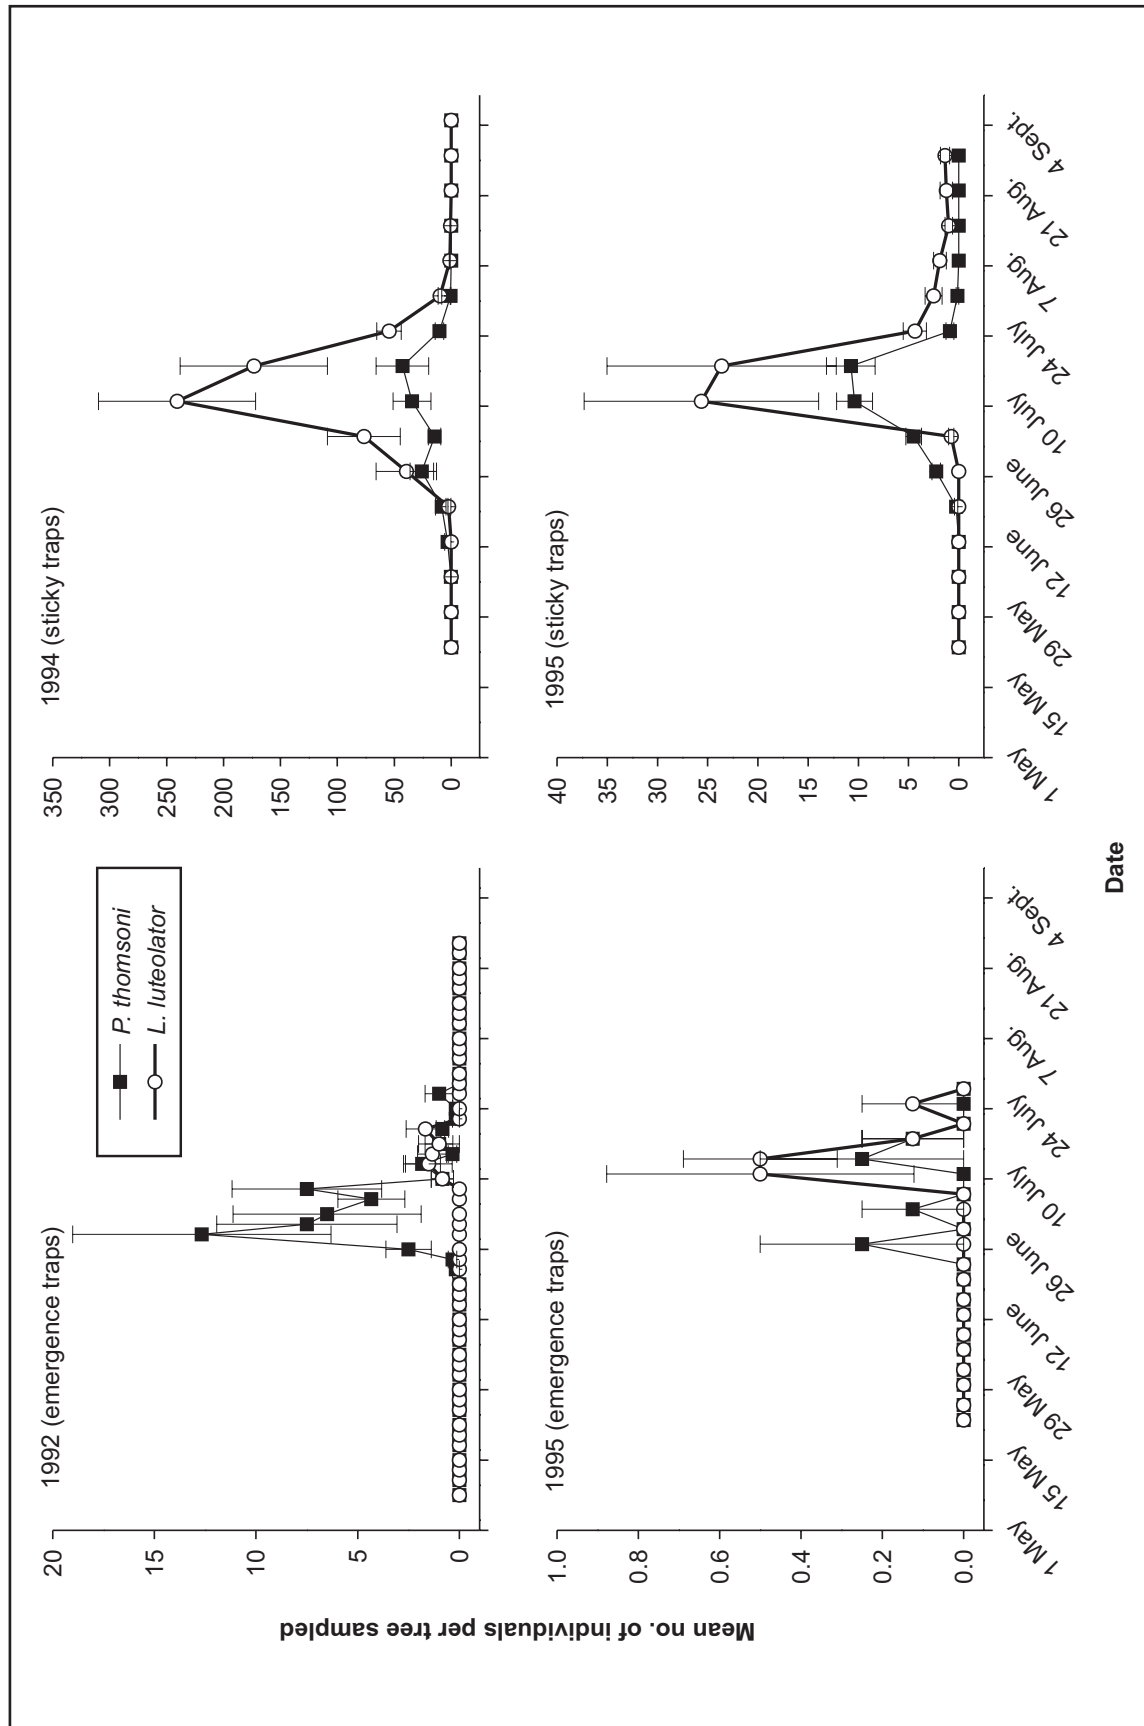 Mean no. of individuals per tree sampled
1992 (emergence traps)
20
15
10
5
0
P. thomsoni
L. luteolator
1994 (sticky traps)
350
300
250
200
150
100
50
0
1995 (emergence traps)
1.0
0.8
0.6
0.4
0.2
0.0
1 May
15 May
29 May
12 June
26 June
10 July
24 July
7 Aug.
21 Aug.
4 Sept.
1995 (sticky traps)
40
35
30
25
20
15
10
5
0
1 May
15 May
29 May
12 June
26 June
10 July
24 July
7 Aug.
21 Aug.
4 Sept.
Date